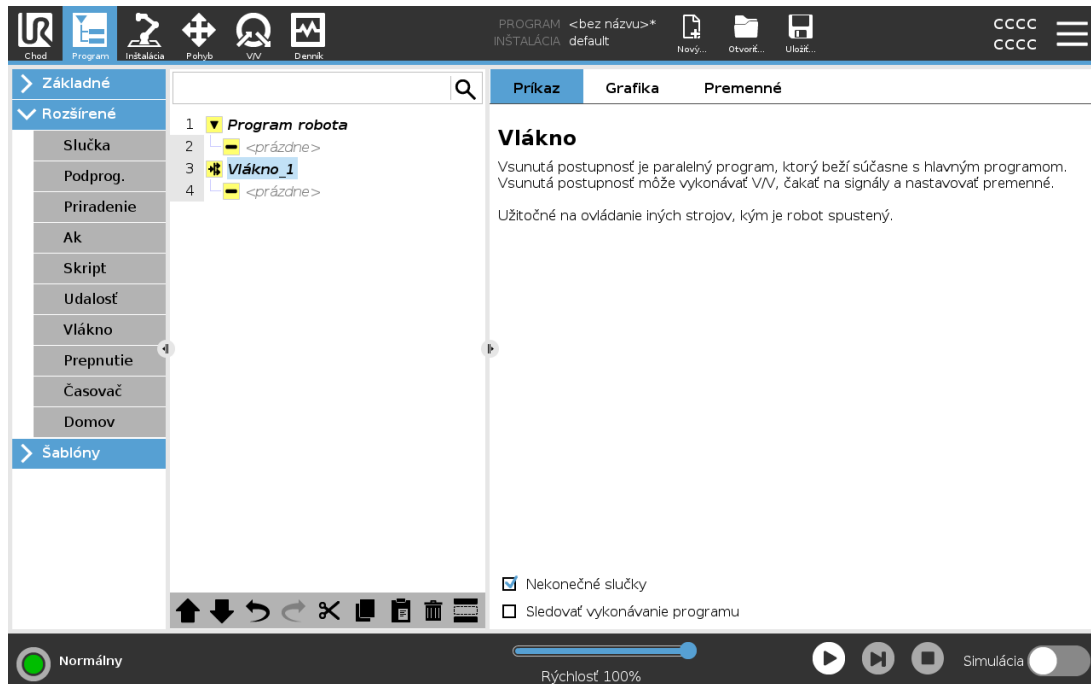 UR
Chod
Program
Inštalácia
Pohyb
V/V
Denník
PROGRAM <bez názvu>*
INŠTALÁCIA default
Nový...
Otvoriť...
Uložiť...
CCCC
CCCC
Základné
Rozšírené
Slučka
Podprog.
Priradenie
Ak
Skript
Udalosť
Vlákno
Prepnutie
Časovač
Domov
Šablóny
1 Program robota
2 <prázdne>
3 Vlákno_1
4 <prázdne>
Príkaz
Grafika
Premenné
Vlákno
Vsunutá postupnosť je paralelný program, ktorý beží súčasne s hlavným programom.
Vsunutá postupnosť môže vykonávať V/V, čakať na signály a nastavovať premenné.
Užitočné na ovládanie iných strojov, kým je robot spustený.
Nekonečné slučky
Sledovať vykonávanie programu
Normálny
Rýchlosť 100%
Simulácia